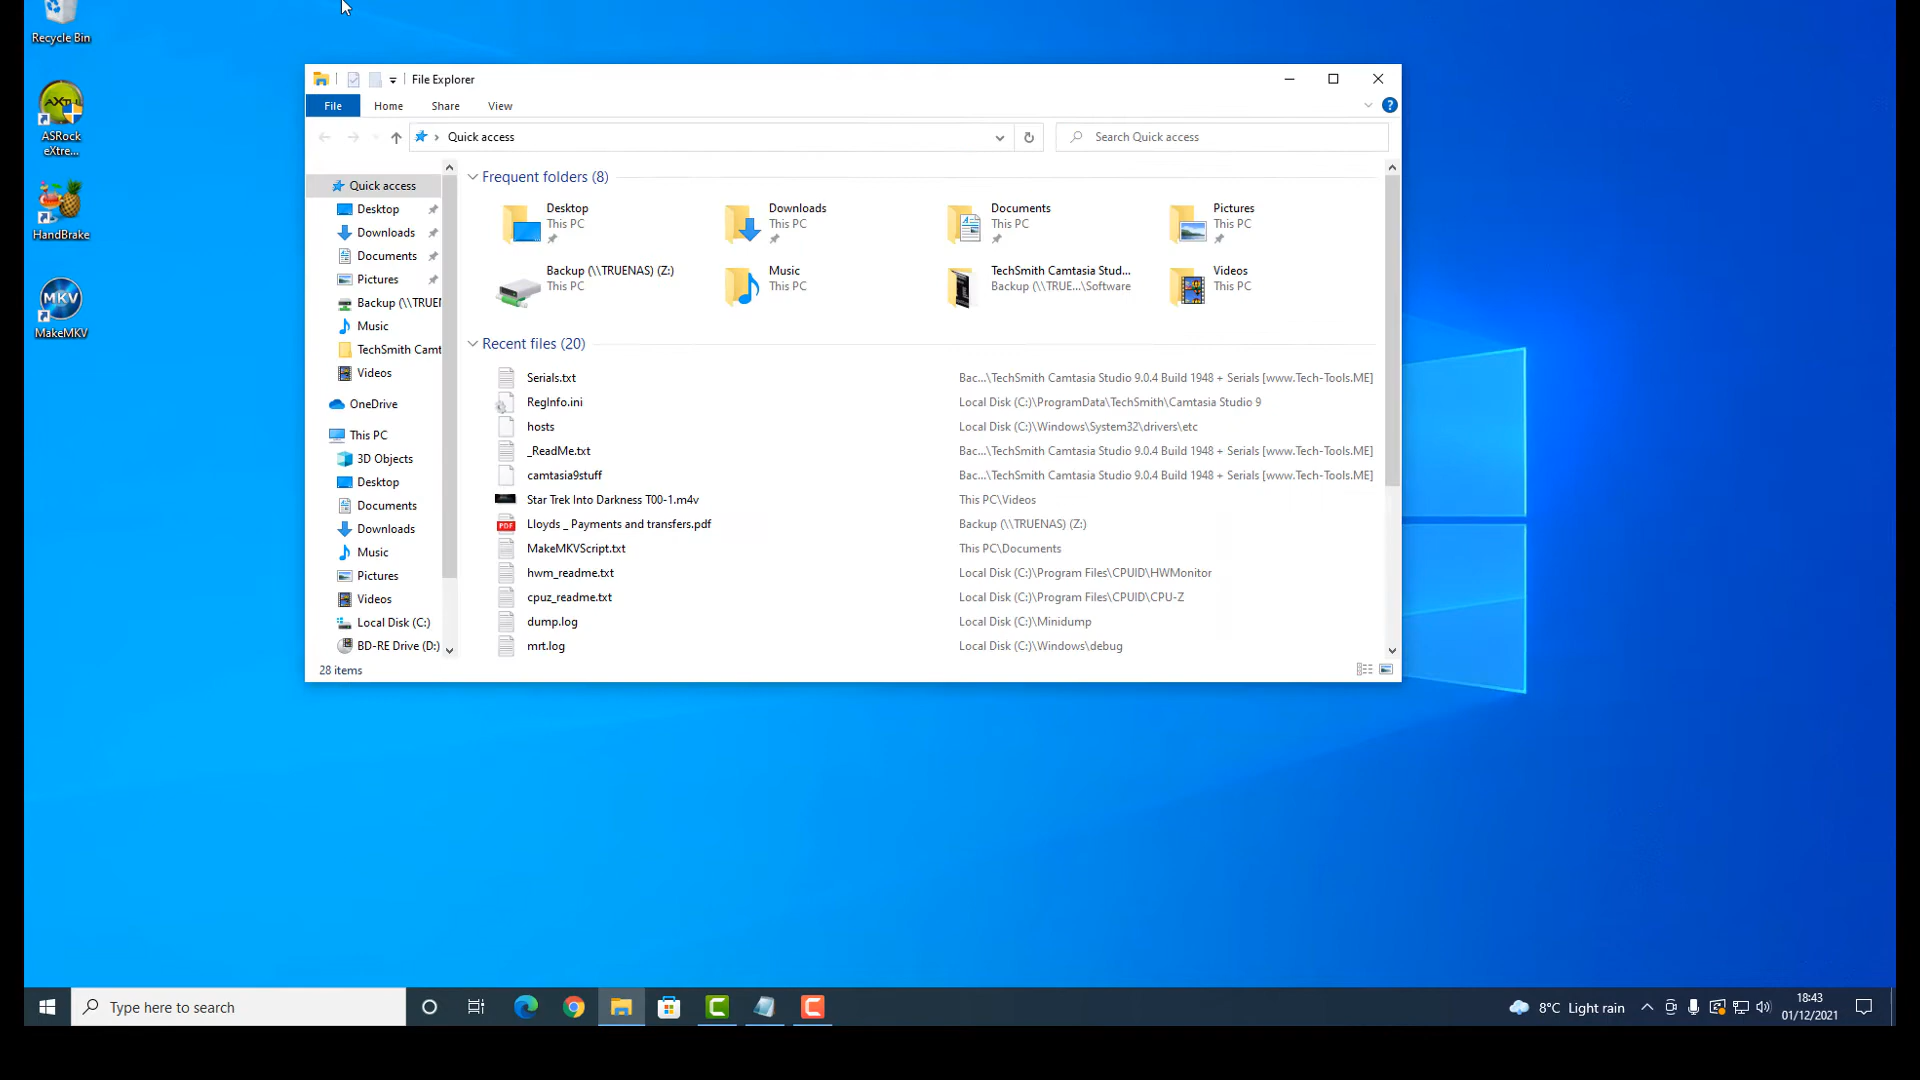 Recycle Bin
ASRock
eXtre...
HandBrake
MKV
MakeMKV
File Explorer
File Home Share View
Quick access
Search Quick access
Quick access
Desktop
Downloads
Documents
Pictures
Backup (\\TRUEN
Music
TechSmith Camt
Videos
OneDrive
This PC
3D Objects
Desktop
Documents
Downloads
Music
Pictures
Videos
Local Disk (C:)
BD-RE Drive (D:)
Frequent folders (8)
Desktop
This PC
Downloads
This PC
Documents
This PC
Pictures
This PC
Backup (\\TRUENAS) (Z:)
This PC
Music
This PC
TechSmith Camtasia Stud...
Backup (\\TRUE...\Software
Videos
This PC
Recent files (20)
Serials.txt Bac...\TechSmith Camtasia Studio 9.0.4 Build 1948 + Serials [www.Tech-Tools.ME]
RegInfo.ini Local Disk (C:)\ProgramData\TechSmith\Camtasia Studio 9
hosts Local Disk (C:)\Windows\System32\drivers\etc
_ReadMe.txt Bac...\TechSmith Camtasia Studio 9.0.4 Build 1948 + Serials [www.Tech-Tools.ME]
camtasia9stuff Bac...\TechSmith Camtasia Studio 9.0.4 Build 1948 + Serials [www.Tech-Tools.ME]
Star Trek Into Darkness T00-1.m4v This PC\Videos
Lloyds _ Payments and transfers.pdf Backup (\\TRUENAS) (Z:)
MakeMKVScript.txt This PC\Documents
hwm_readme.txt Local Disk (C:)\Program Files\CPUID\HWMonitor
cpuz_readme.txt Local Disk (C:)\Program Files\CPUID\CPU-Z
dump.log Local Disk (C:)\Minidump
mrt.log Local Disk (C:)\Windows\debug
28 items
Type here to search
8°C Light rain
18:43
01/12/2021